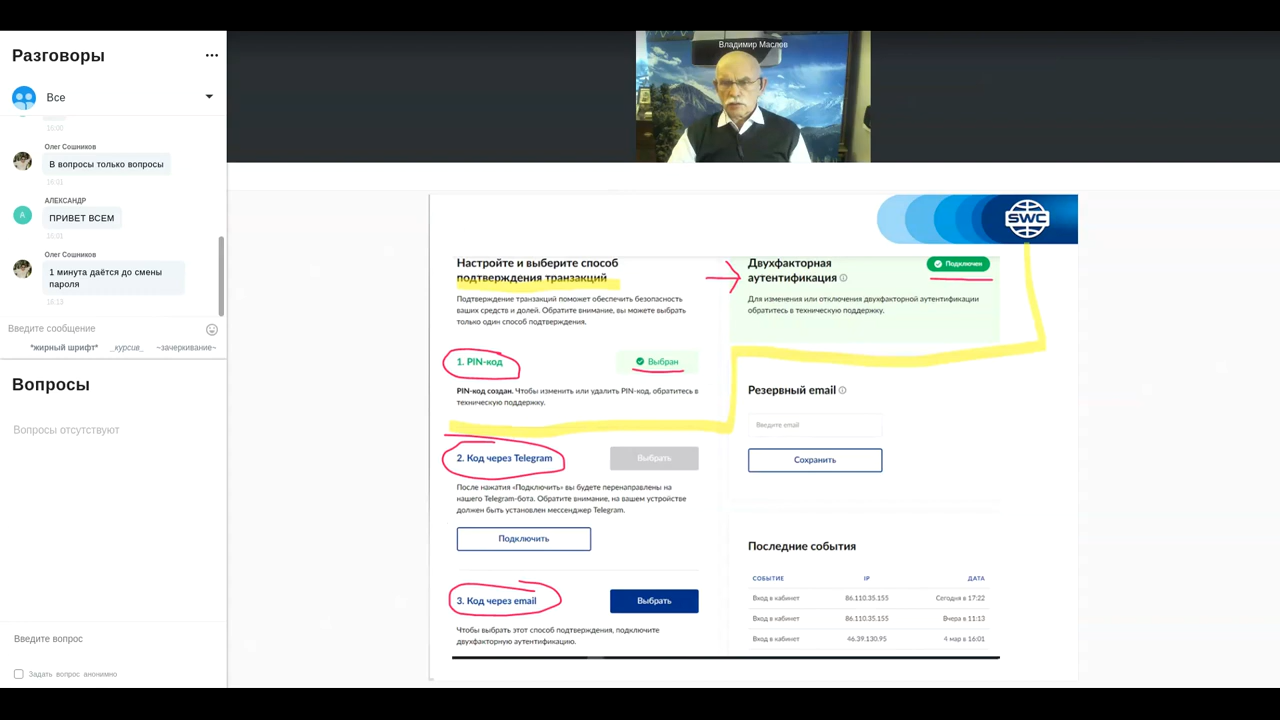 Разговоры
Все
16:00
Олег Сошников
В вопросы только вопросы
16:01
АЛЕКСАНДР
А
ПРИВЕТ ВСЕМ
16:01
Олег Сошников
1 минута даётся до смены
пароля
16:13
Введите сообщение
*жирный шрифт* _курсив_ ~зачеркивание~
Вопросы
Вопросы отсутствуют
Введите вопрос
Задать вопрос анонимно
Владимир Маслов
SWC
Настройте и выберите способ
подтверждения транзакций
Подтверждение транзакций поможет обеспечить безопасность
ваших средств и долей. Обратите внимание, вы можете выбрать
только один способ подтверждения.
1. PIN-код
Выбран
PIN-код создан. Чтобы изменить или удалить PIN-код, обратитесь в
техническую поддержку.
2. Код через Telegram
Выбрать
После нажатия «Подключить» вы будете перенаправлены на
нашего Telegram-бота. Обратите внимание, на вашем устройстве
должен быть установлен мессенджер Telegram.
Подключить
3. Код через email
Выбрать
Чтобы выбрать этот способ подтверждения, подключите
двухфакторную аутентификацию.
Двухфакторная
аутентификация
Подключен
Для изменения или отключения двухфакторной аутентификации
обратитесь в техническую поддержку.
Резервный email
Введите email
Сохранить
Последние события
СОБЫТИЕ IP ДАТА
Вход в кабинет 86.110.35.155 Сегодня в 17:22
Вход в кабинет 86.110.35.155 Вчера в 11:13
Вход в кабинет 46.39.130.95 4 мар в 16:01